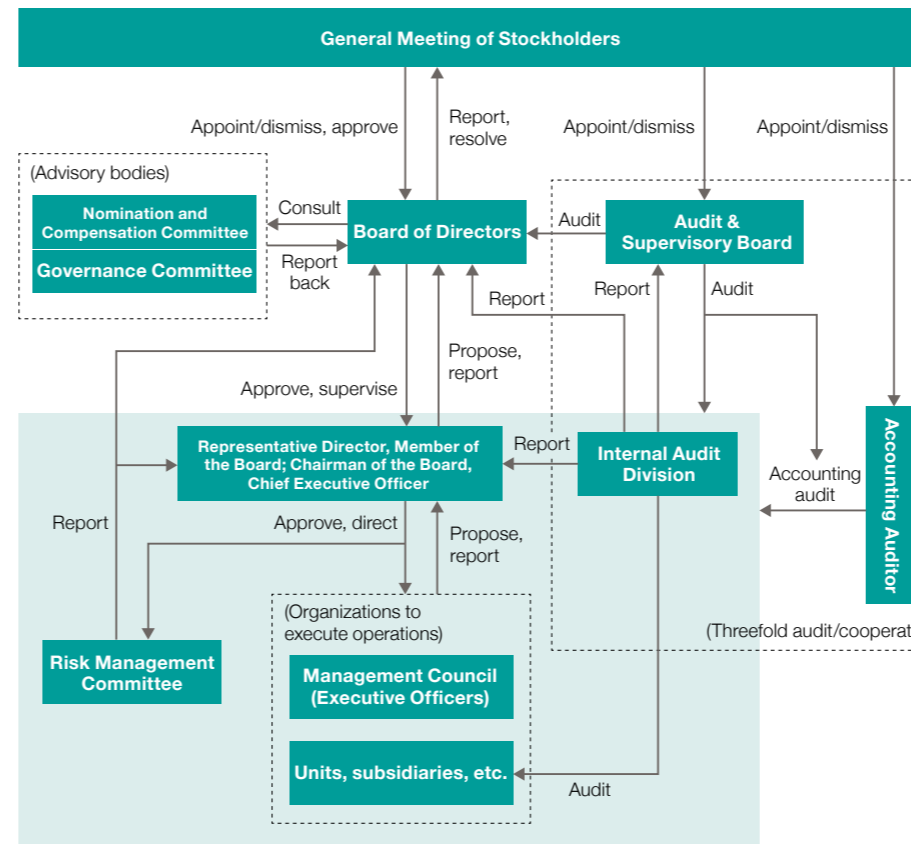 General Meeting of Stockholders
Appoint/dismiss, approve
Report,
resolve
Appoint/dismiss
Appoint/dismiss
(Advisory bodies)
Nomination and
Compensation Committee
Governance Committee
Consult
Report
back
Board of Directors
Audit
Audit &
Supervisory Board
Report
Report
Audit
Approve, supervise
Propose,
report
Representative Director, Member of
the Board; Chairman of the Board,
Chief Executive Officer
Report
Internal Audit
Division
Accounting
audit
Accounting Auditor
Report
Approve, direct
Propose,
report
(Threefold audit/cooperat
Risk Management
Committee
(Organizations to
execute operations)
Management Council
(Executive Officers)
Units, subsidiaries, etc.
Audit